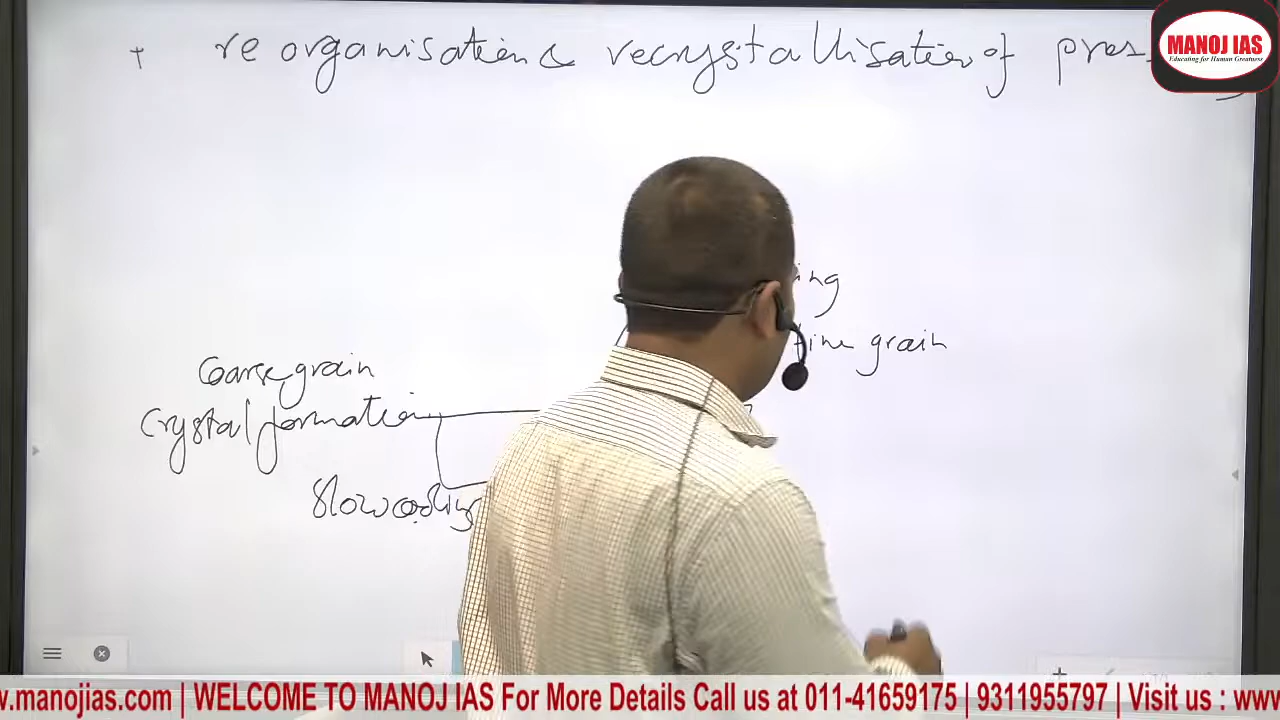 + re organisation & recrystallisation of pres
MANOJ IAS
Educating for Human Greatness
ing
fine grain
Coarse grain
Crystal formation
Slow cooling
w.manojias.com | WELCOME TO MANOJ IAS For More Details Call us at 011-41659175 | 9311955797 | Visit us : www